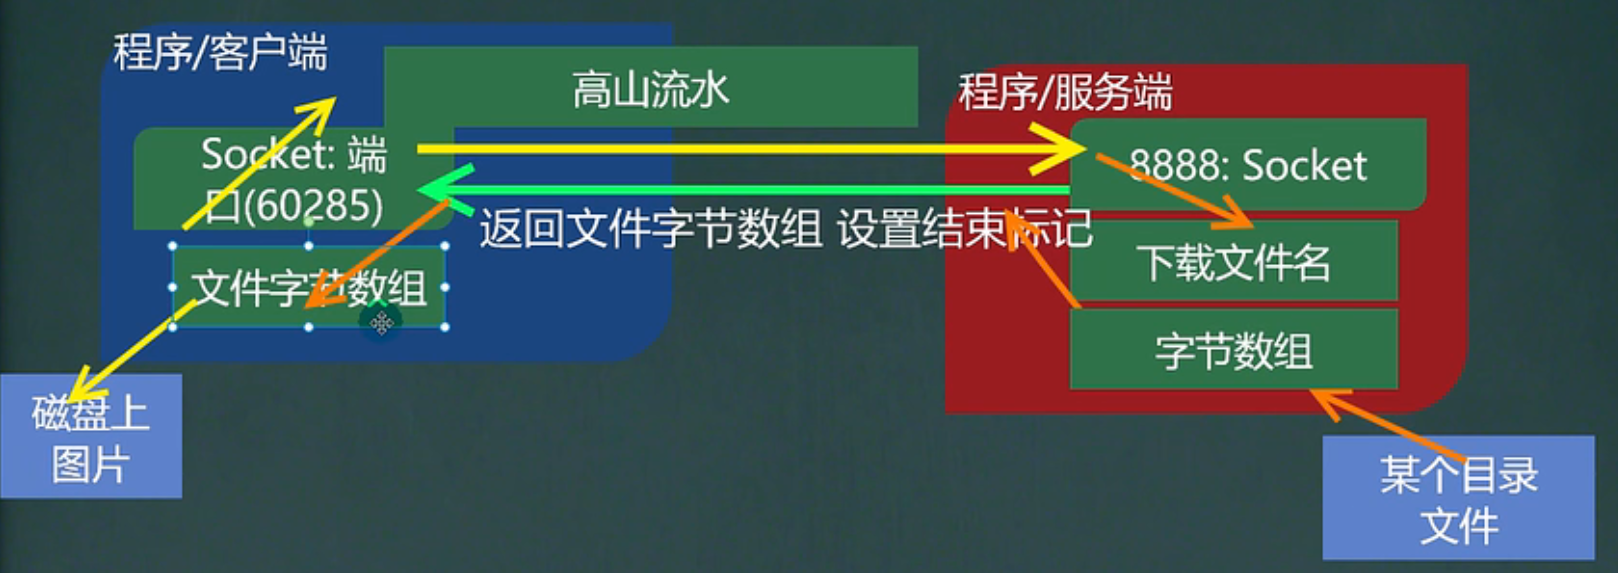 程序/客户端
高山流水
程序/服务端
Socket: 端
口(60285)
8888: Socket
返回文件字节数组 设置结束标记
下载文件名
文件字节数组
字节数组
磁盘上
图片
某个目录
文件